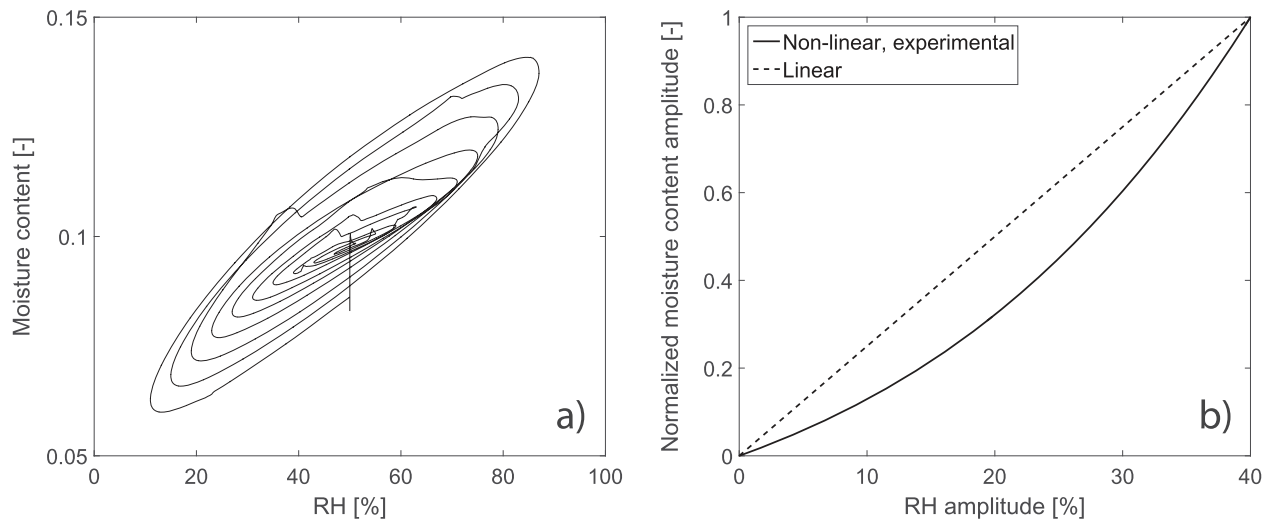 0.15
0.1
0.05
Moisture content [-]
0
20
40
60
80
100
RH [%]
a)
1
0.8
0.6
0.4
0.2
0
Normalized moisture content amplitude [-]
Non-linear, experimental
Linear
0
10
20
30
40
RH amplitude [%]
b)